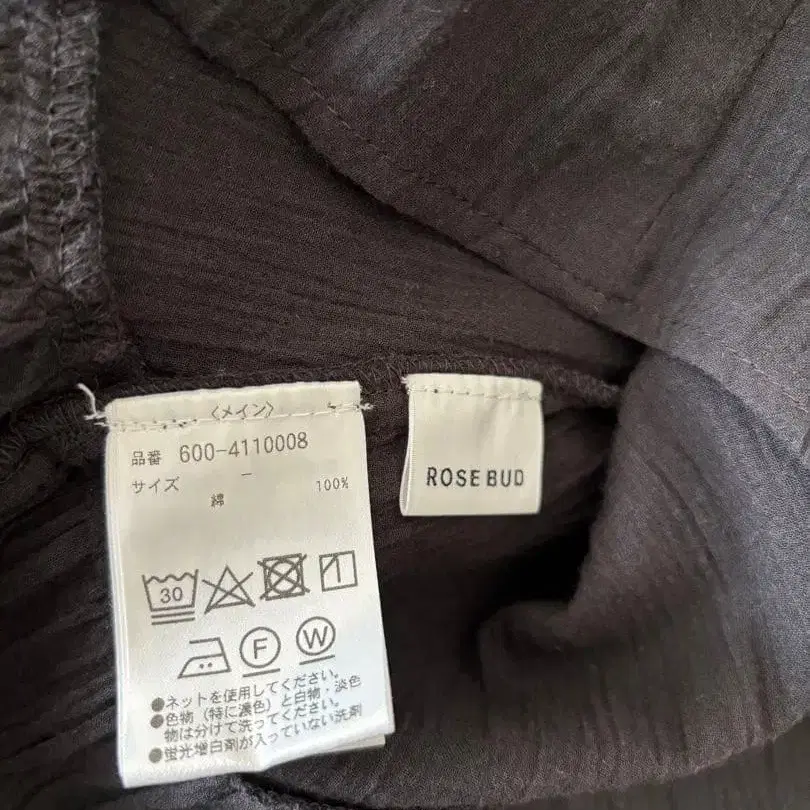 〈メイン〉
品番 600-4110008
サイズ −
綿 100%
30
F W
●ネットを使用してください。
●色物（特に濃色）と白物・淡色
物は分けて洗ってください。
●蛍光増白剤が入っていない洗剤
ROSE BUD